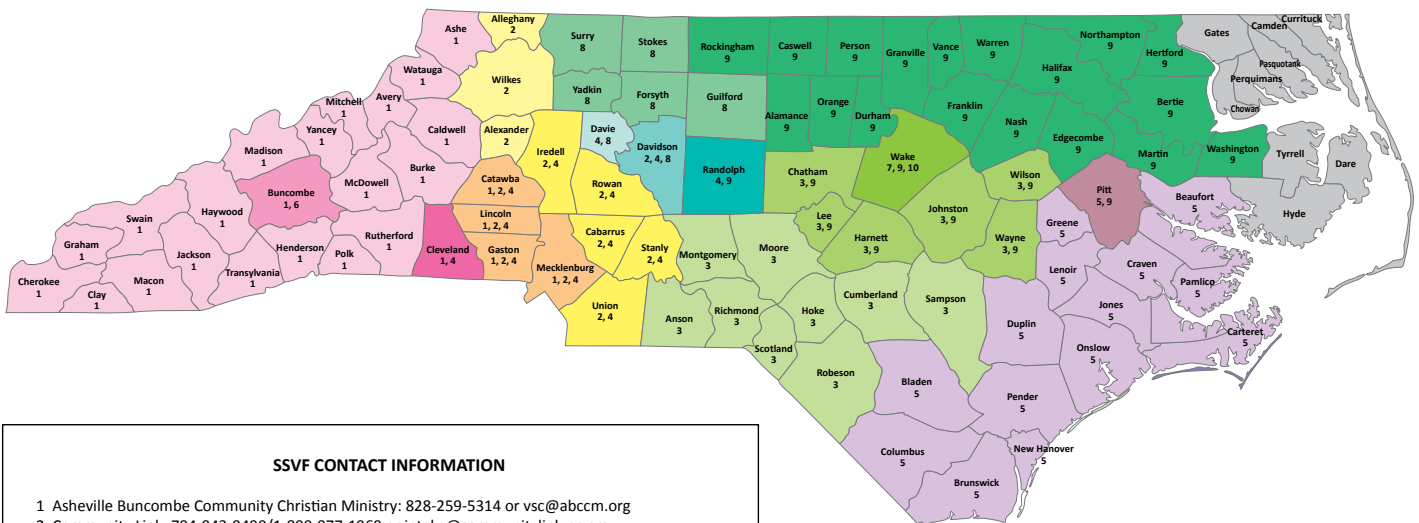 Ashe
1
Alleghany
2
Surry
8
Stokes
8
Rockingham
9
Caswell
9
Person
9
Granville
9
Vance
9
Warren
9
Northampton
9
Hertford
9
Gates
Camden
Currituck
Pasquotank
Perquimans
Chowan
Watauga
1
Wilkes
2
Yadkin
8
Forsyth
8
Guilford
8
Alamance
9
Orange
9
Durham
9
Franklin
9
Halifax
9
Nash
9
Edgecombe
9
Bertie
9
Martin
9
Washington
9
Tyrrell
Dare
Hyde
Mitchell
1
Avery
1
Yancey
1
Madison
1
Caldwell
1
Alexander
2
Iredell
2, 4
Davie
4, 8
Davidson
2, 4, 8
Randolph
4, 9
Chatham
3, 9
Wake
7, 9, 10
Wilson
3, 9
Pitt
5, 9
Beaufort
5
Greene
5
Buncombe
1, 6
McDowell
1
Burke
1
Catawba
1, 2, 4
Rowan
2, 4
Lee
3, 9
Johnston
3, 9
Harnett
3, 9
Wayne
3, 9
Lenoir
5
Craven
5
Pamlico
5
Jones
5
Carteret
5
Swain
1
Haywood
1
Graham
1
Jackson
1
Henderson
1
Polk
1
Rutherford
1
Cleveland
1, 4
Lincoln
1, 2, 4
Gaston
1, 2, 4
Mecklenburg
1, 2, 4
Cabarrus
2, 4
Stanly
2, 4
Montgomery
3
Moore
3
Cherokee
1
Clay
1
Macon
1
Transylvania
1
Union
2, 4
Anson
3
Richmond
3
Hoke
3
Cumberland
3
Sampson
3
Duplin
5
Onslow
5
Scotland
3
Robeson
3
Bladen
5
Pender
5
Columbus
5
New Hanover
5
Brunswick
5
SSVF CONTACT INFORMATION
1 Asheville Buncombe Community Christian Ministry: 828-259-5314 or vsc@abccm.org